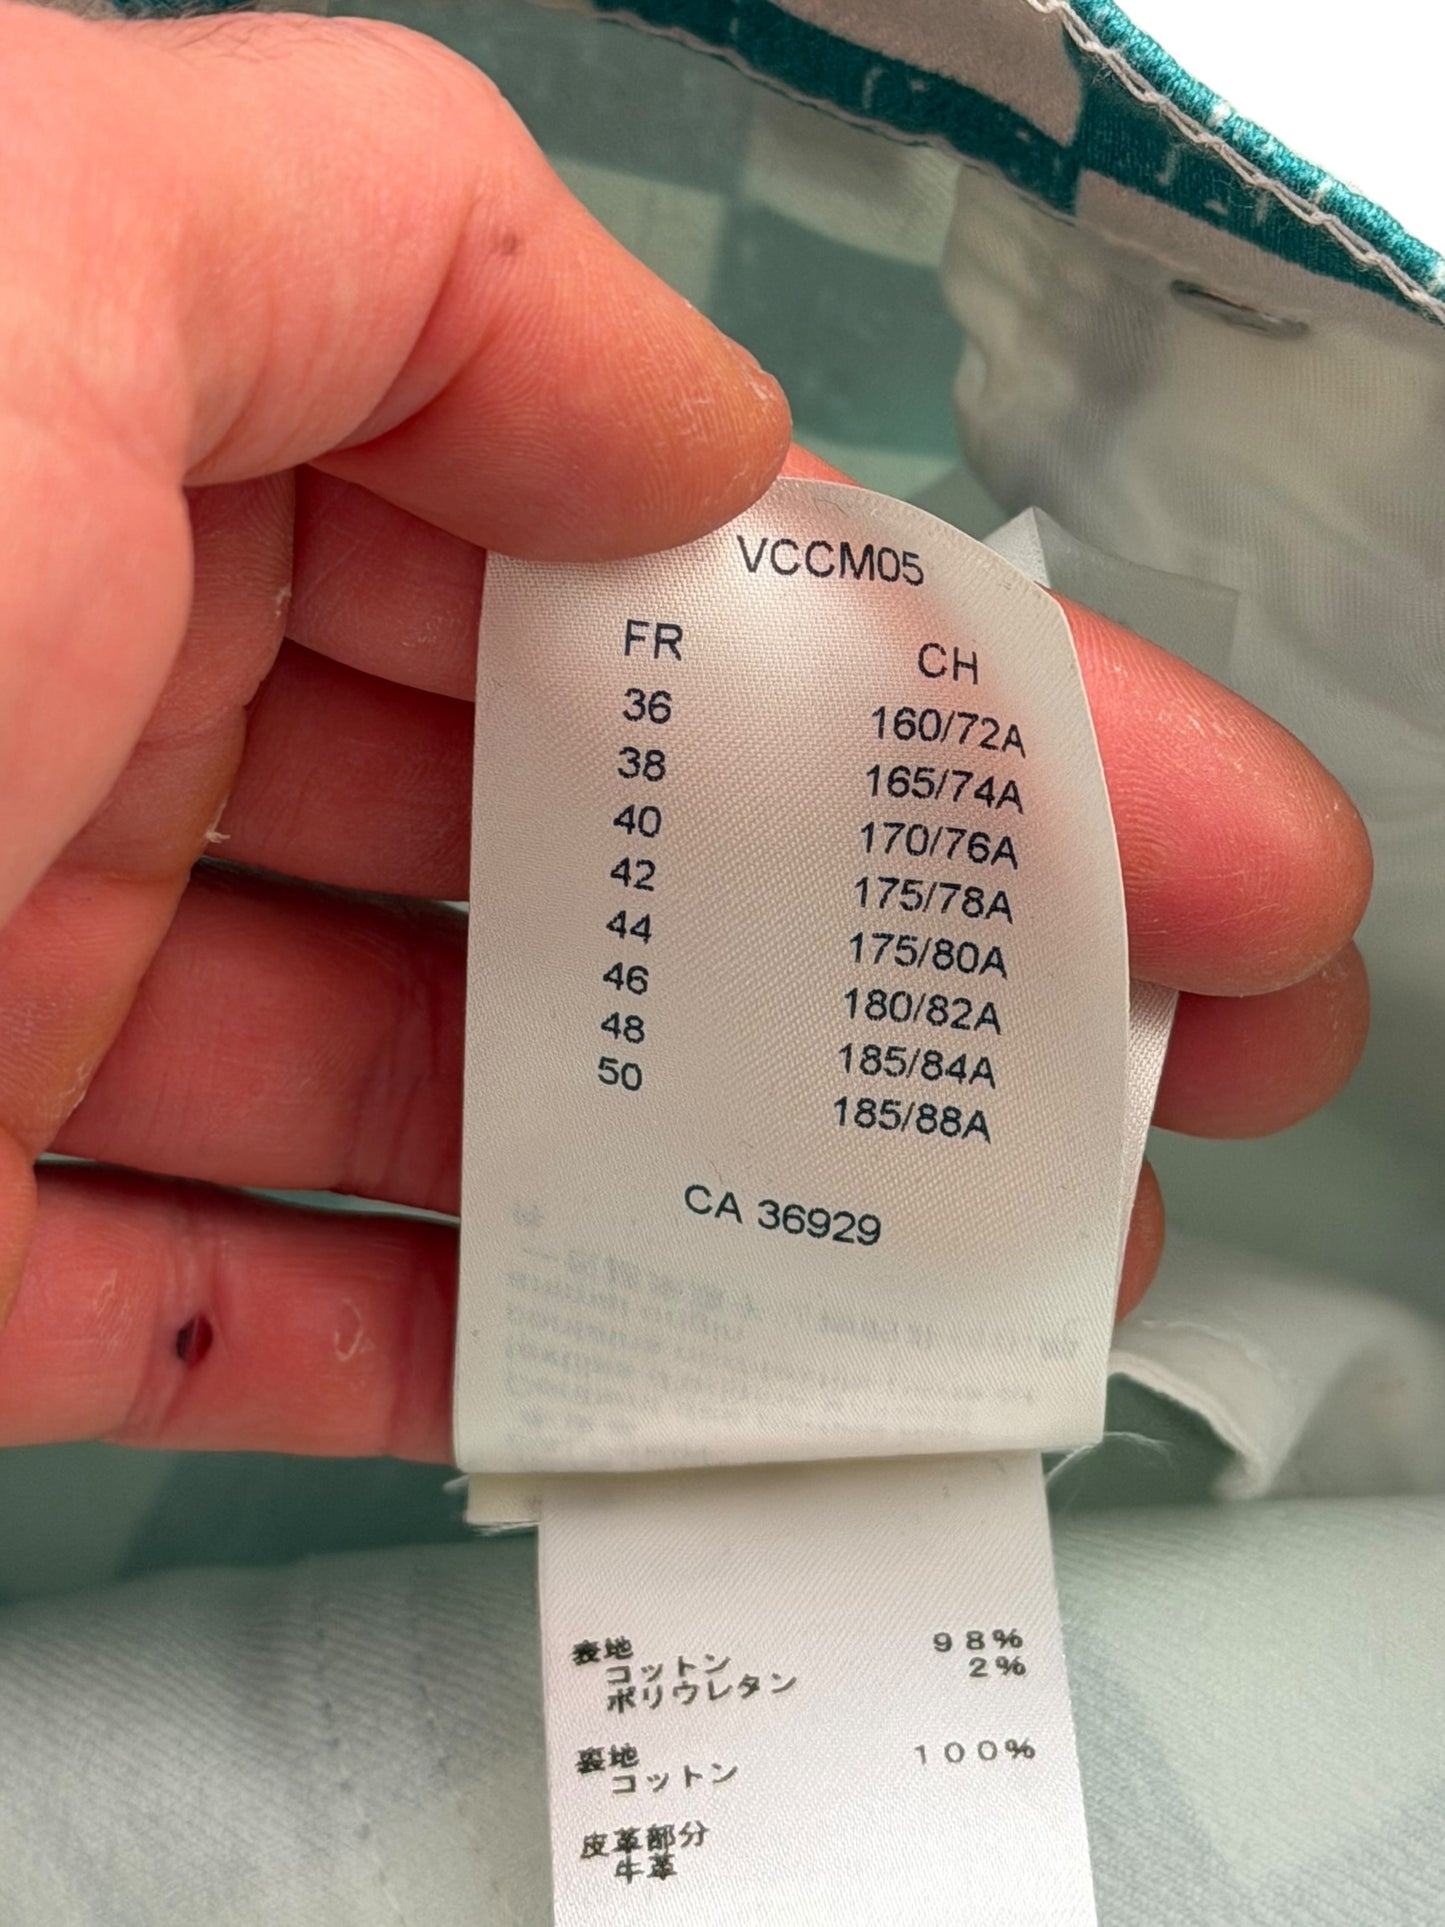 VCCM05
FR CH
36 160/72A
38 165/74A
40 170/76A
42 175/78A
44 175/80A
46 180/82A
48 185/84A
50 185/88A
CA 36929
表地
コットン 98%
ポリウレタン 2%
裏地
コットン 100%
皮革部分
牛革